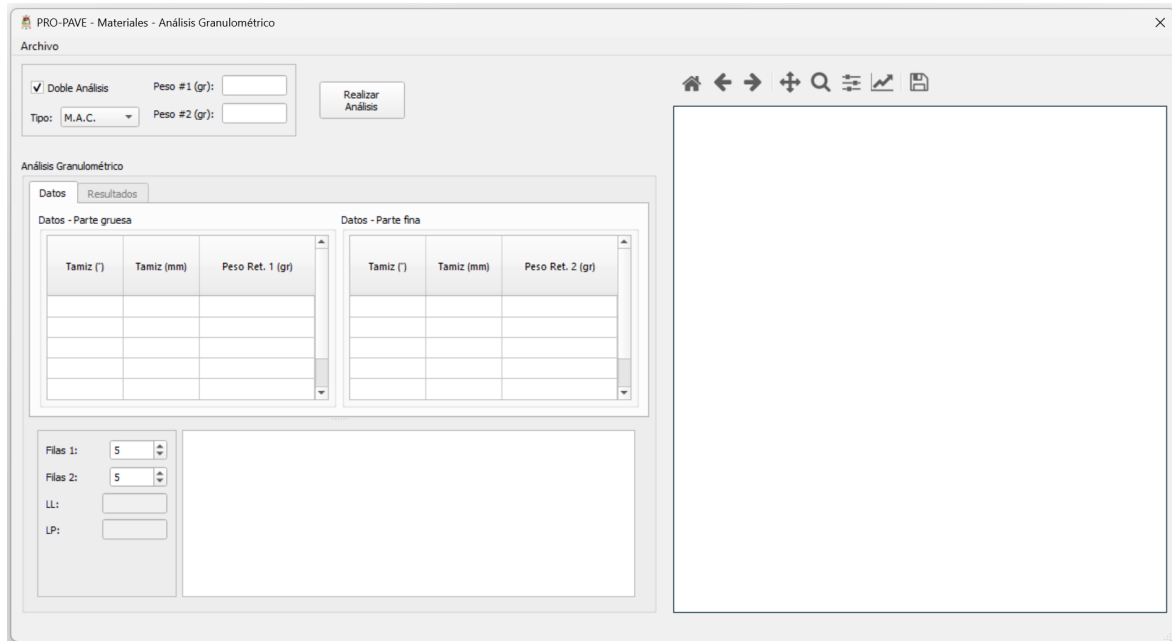 PRO-PAVE - Materiales - Análisis Granulométrico
Archivo
Doble Análisis
Peso #1 (gr):
Tipo: M.A.C.
Peso #2 (gr):
Realizar
Análisis
Análisis Granulométrico
Datos
Resultados
Datos - Parte gruesa
Tamiz (")
Tamiz (mm)
Peso Ret. 1 (gr)
Datos - Parte fina
Tamiz (")
Tamiz (mm)
Peso Ret. 2 (gr)
Filas 1: 5
Filas 2: 5
LL:
LP: